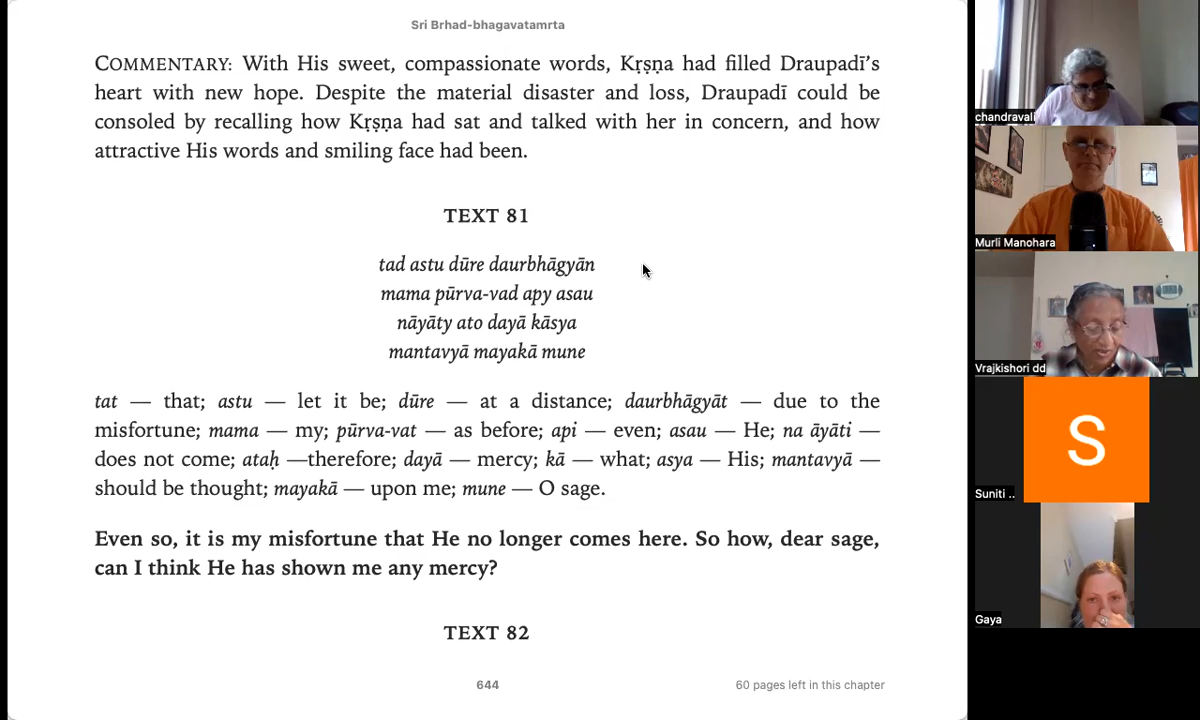 Sri Brhad-bhagavatamrta
COMMENTARY: With His sweet, compassionate words, Kṛṣṇa had filled Draupadī’s
heart with new hope. Despite the material disaster and loss, Draupadī could be
consoled by recalling how Kṛṣṇa had sat and talked with her in concern, and how
attractive His words and smiling face had been.
TEXT 81
tad astu dūre daurbhāgyān
mama pūrva-vad apy asau
nāyāty ato dayā kāsya
mantavyā mayakā mune
tat — that; astu — let it be; dūre — at a distance; daurbhāgyāt — due to the
misfortune; mama — my; pūrva-vat — as before; api — even; asau — He; na āyāti —
does not come; ataḥ —therefore; dayā — mercy; kā — what; asya — His; mantavyā —
should be thought; mayakā — upon me; mune — O sage.
Even so, it is my misfortune that He no longer comes here. So how, dear sage,
can I think He has shown me any mercy?
TEXT 82
644
60 pages left in this chapter
chandravali
Murli Manohara
Vrajkishori dd
S
Suniti ..
Gaya